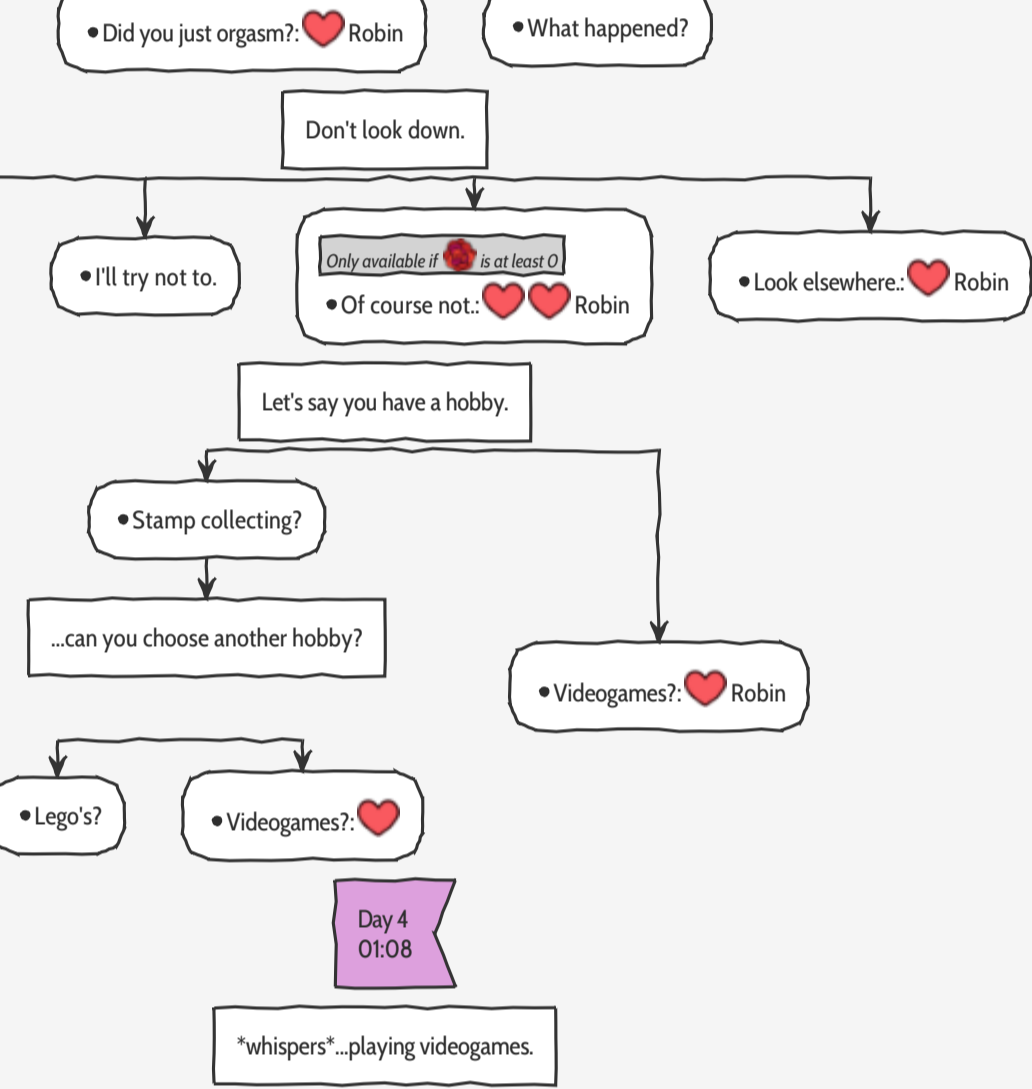 •Did you just orgasm?: Robin
•What happened?
Don't look down.
•I'll try not to.
Only available if is at least 0
•Of course not.: Robin
•Look elsewhere.: Robin
Let's say you have a hobby.
•Stamp collecting?
...can you choose another hobby?
•Videogames?: Robin
•Lego's?
•Videogames?:
Day 4
01:08
*whispers*...playing videogames.